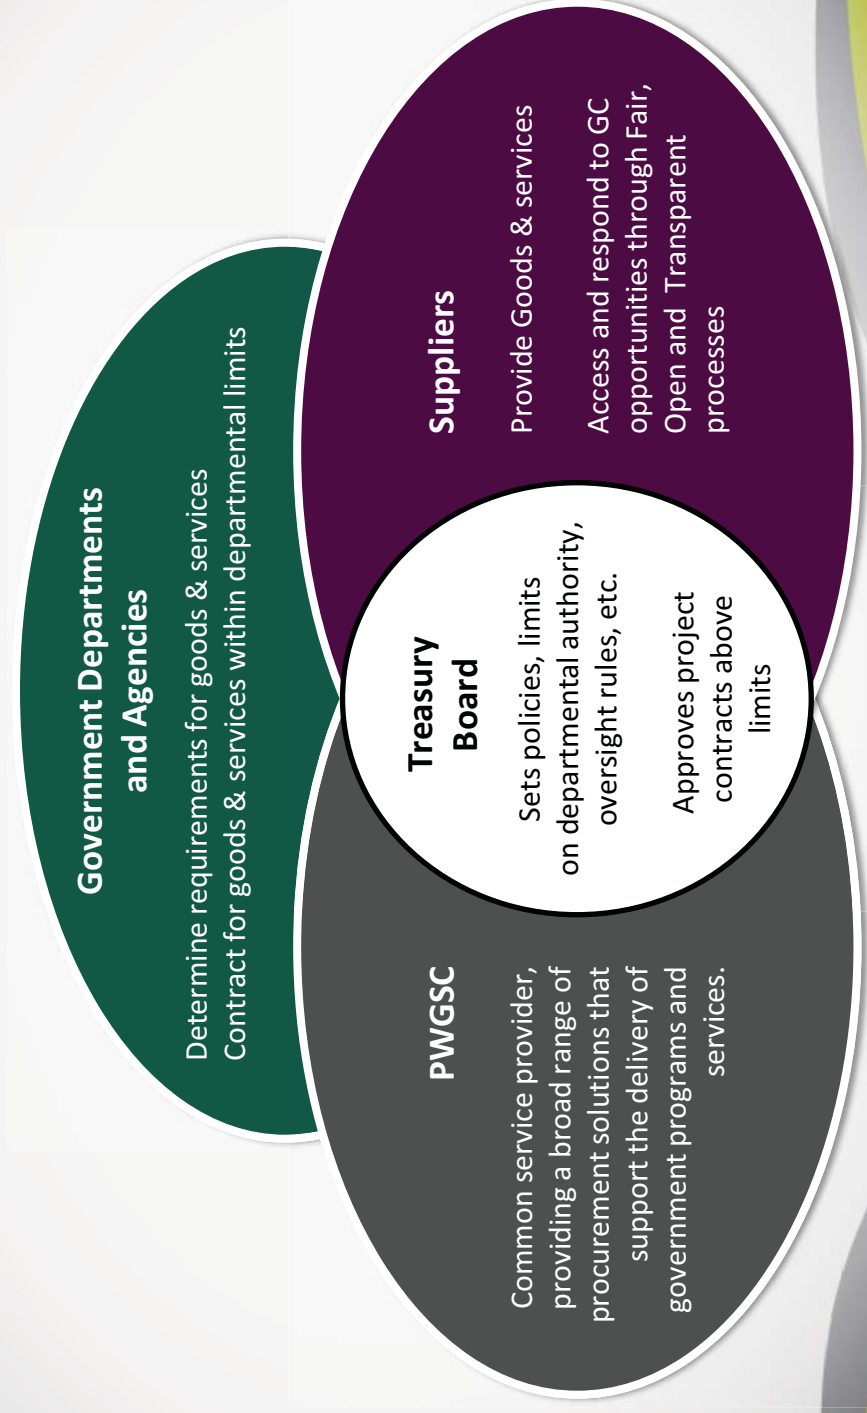 Government Departments
and Agencies
Determine requirements for goods & services
Contract for goods & services within departmental limits
PWGSC
Common service provider,
providing a broad range of
procurement solutions that
support the delivery of
government programs and
services.
Treasury
Board
Sets policies, limits
on departmental authority,
oversight rules, etc.
Approves project
contracts above
limits
Suppliers
Provide Goods & services
Access and respond to GC
opportunities through Fair,
Open and Transparent
processes